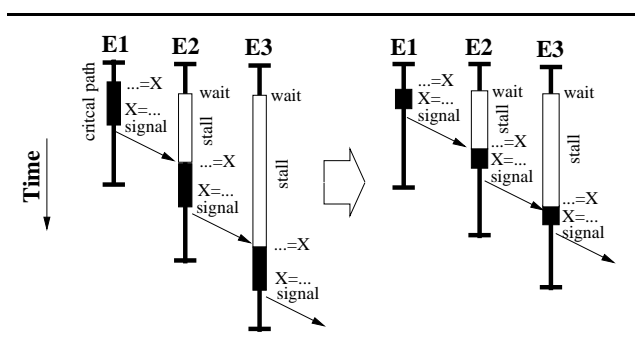 E1 E2 E3 E1 E2 E3
critcal path
...=X
X=...
signal
wait
stall
...=X
X=...
signal
wait
stall
...=X
X=...
signal
Time
...=X
X=...
signal
wait
stall
...=X
X=...
signal
wait
stall
...=X
X=...
signal